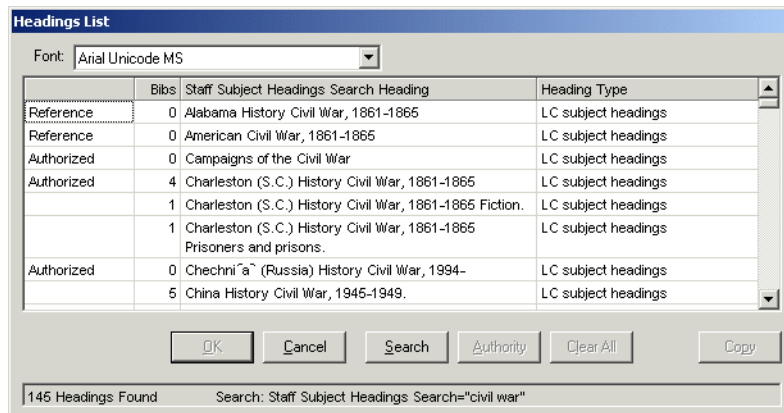 Headings List
Font: Arial Unicode MS
Bibs Staff Subject Headings Search Heading Heading Type
Reference 0 Alabama History Civil War, 1861-1865 LC subject headings
Reference 0 American Civil War, 1861-1865 LC subject headings
Authorized 0 Campaigns of the Civil War LC subject headings
Authorized 4 Charleston (S.C.) History Civil War, 1861-1865 LC subject headings
1 Charleston (S.C.) History Civil War, 1861-1865 Fiction. LC subject headings
1 Charleston (S.C.) History Civil War, 1861-1865 LC subject headings
Prisoners and prisons.
Authorized 0 Chechni͡a͡ (Russia) History Civil War, 1994- LC subject headings
5 China History Civil War, 1945-1949. LC subject headings
OK Cancel Search Authority Clear All Copy
145 Headings Found Search: Staff Subject Headings Search="civil war"